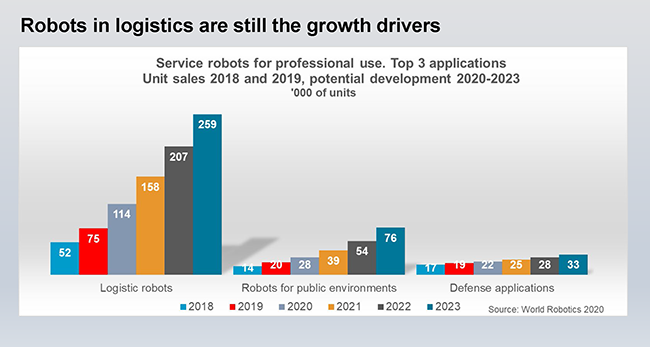 Robots in logistics are still the growth drivers
Service robots for professional use. Top 3 applications
Unit sales 2018 and 2019, potential development 2020-2023
'000 of units
52 75 114 158 207 259
14 20 28 39 54 76
17 19 22 25 28 33
Logistic robots Robots for public environments Defense applications
2018 2019 2020 2021 2022 2023
Source: World Robotics 2020